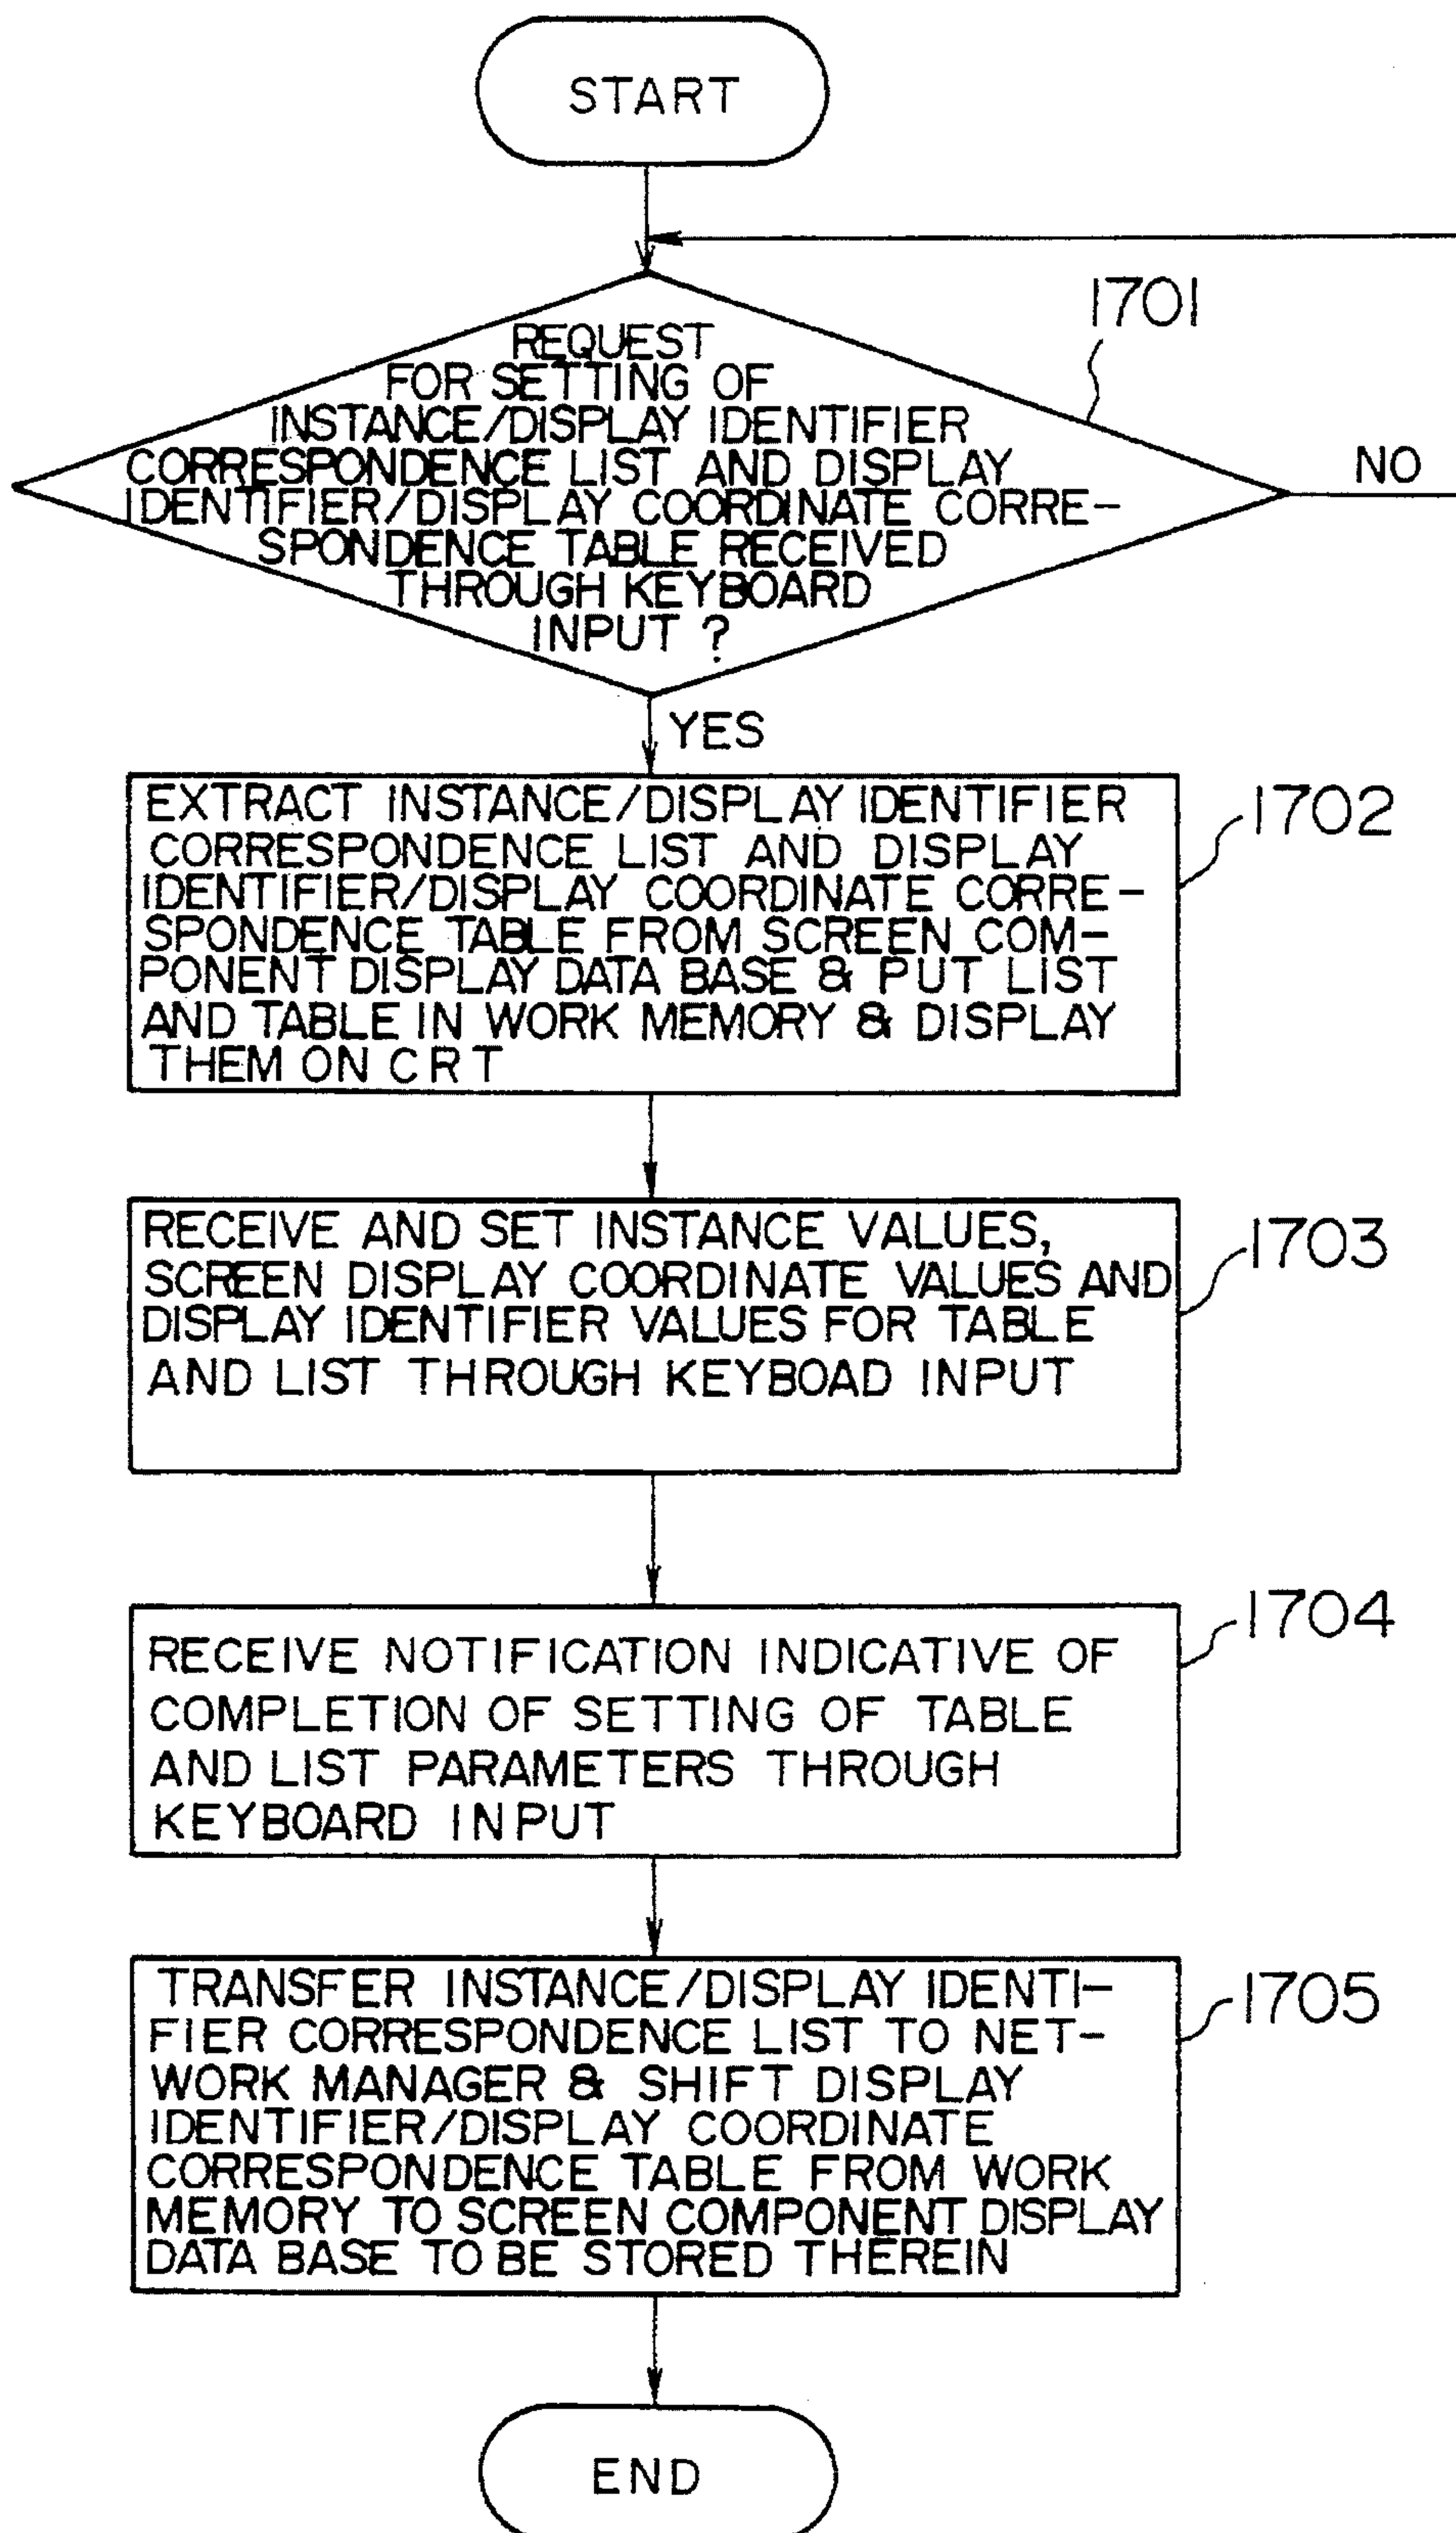 START
1701
REQUEST
FOR SETTING OF
INSTANCE/DISPLAY IDENTIFIER
CORRESPONDENCE LIST AND DISPLAY
IDENTIFIER/DISPLAY COORDINATE CORRE-
SPONDENCE TABLE RECEIVED
THROUGH KEYBOARD
INPUT ?
NO
YES
1702
EXTRACT INSTANCE/DISPLAY IDENTIFIER
CORRESPONDENCE LIST AND DISPLAY
IDENTIFIER/DISPLAY COORDINATE CORRE-
SPONDENCE TABLE FROM SCREEN COM-
PONENT DISPLAY DATA BASE & PUT LIST
AND TABLE IN WORK MEMORY & DISPLAY
THEM ON CRT
1703
RECEIVE AND SET INSTANCE VALUES,
SCREEN DISPLAY COORDINATE VALUES AND
DISPLAY IDENTIFIER VALUES FOR TABLE
AND LIST THROUGH KEYBOAD INPUT
1704
RECEIVE NOTIFICATION INDICATIVE OF
COMPLETION OF SETTING OF TABLE
AND LIST PARAMETERS THROUGH
KEYBOARD INPUT
1705
TRANSFER INSTANCE/DISPLAY IDENTI-
FIER CORRESPONDENCE LIST TO NET-
WORK MANAGER & SHIFT DISPLAY
IDENTIFIER/DISPLAY COORDINATE
CORRESPONDENCE TABLE FROM WORK
MEMORY TO SCREEN COMPONENT DISPLAY
DATA BASE TO BE STORED THEREIN
END